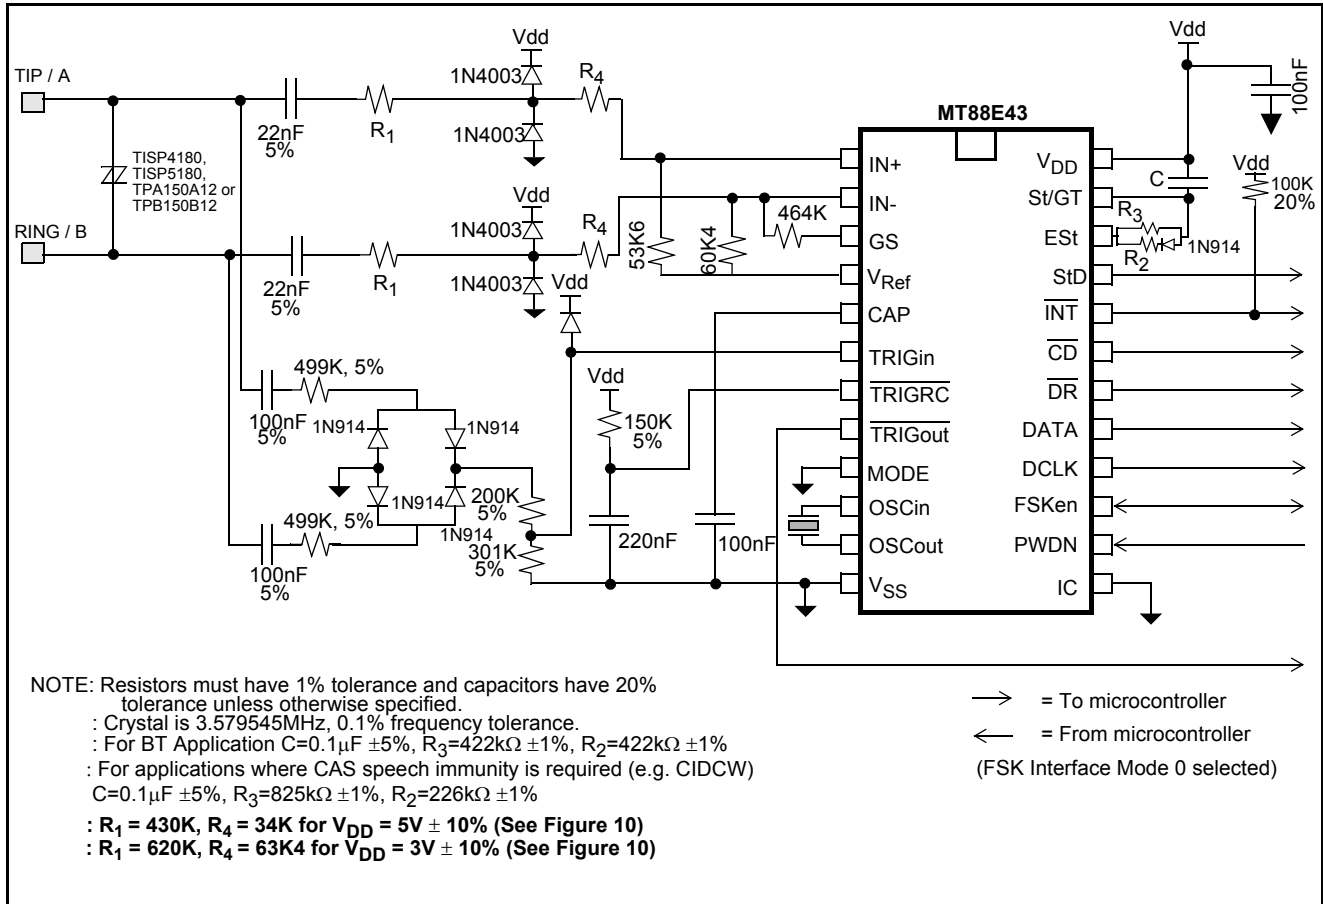 Vdd
Vdd
TIP / A
1N4003
R4
22nF
5%
R1
1N4003
100nF
MT88E43
TISP4180,
TISP5180,
TPA150A12 or
TPB150B12
IN+
VDD
C
Vdd
100K
20%
Vdd
IN-
St/GT
RING / B
1N4003
R4
464K
GS
R3
ESt
1N914
R2
53K6
60K4
22nF
5%
R1
1N4003
Vdd
VRef
StD
CAP
INT
TRIGin
CD
499K, 5%
Vdd
TRIGRC
DR
100nF
5%
1N914
1N914
150K
5%
TRIGout
DATA
MODE
DCLK
1N914
200K
5%
OSCin
FSKen
499K, 5%
1N914
220nF
100nF
OSCout
PWDN
301K
5%
100nF
5%
VSS
IC
NOTE: Resistors must have 1% tolerance and capacitors have 20%
tolerance unless otherwise specified.
: Crystal is 3.579545MHz, 0.1% frequency tolerance.
: For BT Application C=0.1μF ±5%, R3=422kΩ ±1%, R2=422kΩ ±1%
: For applications where CAS speech immunity is required (e.g. CIDCW)
C=0.1μF ±5%, R3=825kΩ ±1%, R2=226kΩ ±1%
: R1 = 430K, R4 = 34K for VDD = 5V ± 10% (See Figure 10)
: R1 = 620K, R4 = 63K4 for VDD = 3V ± 10% (See Figure 10)
= To microcontroller
= From microcontroller
(FSK Interface Mode 0 selected)